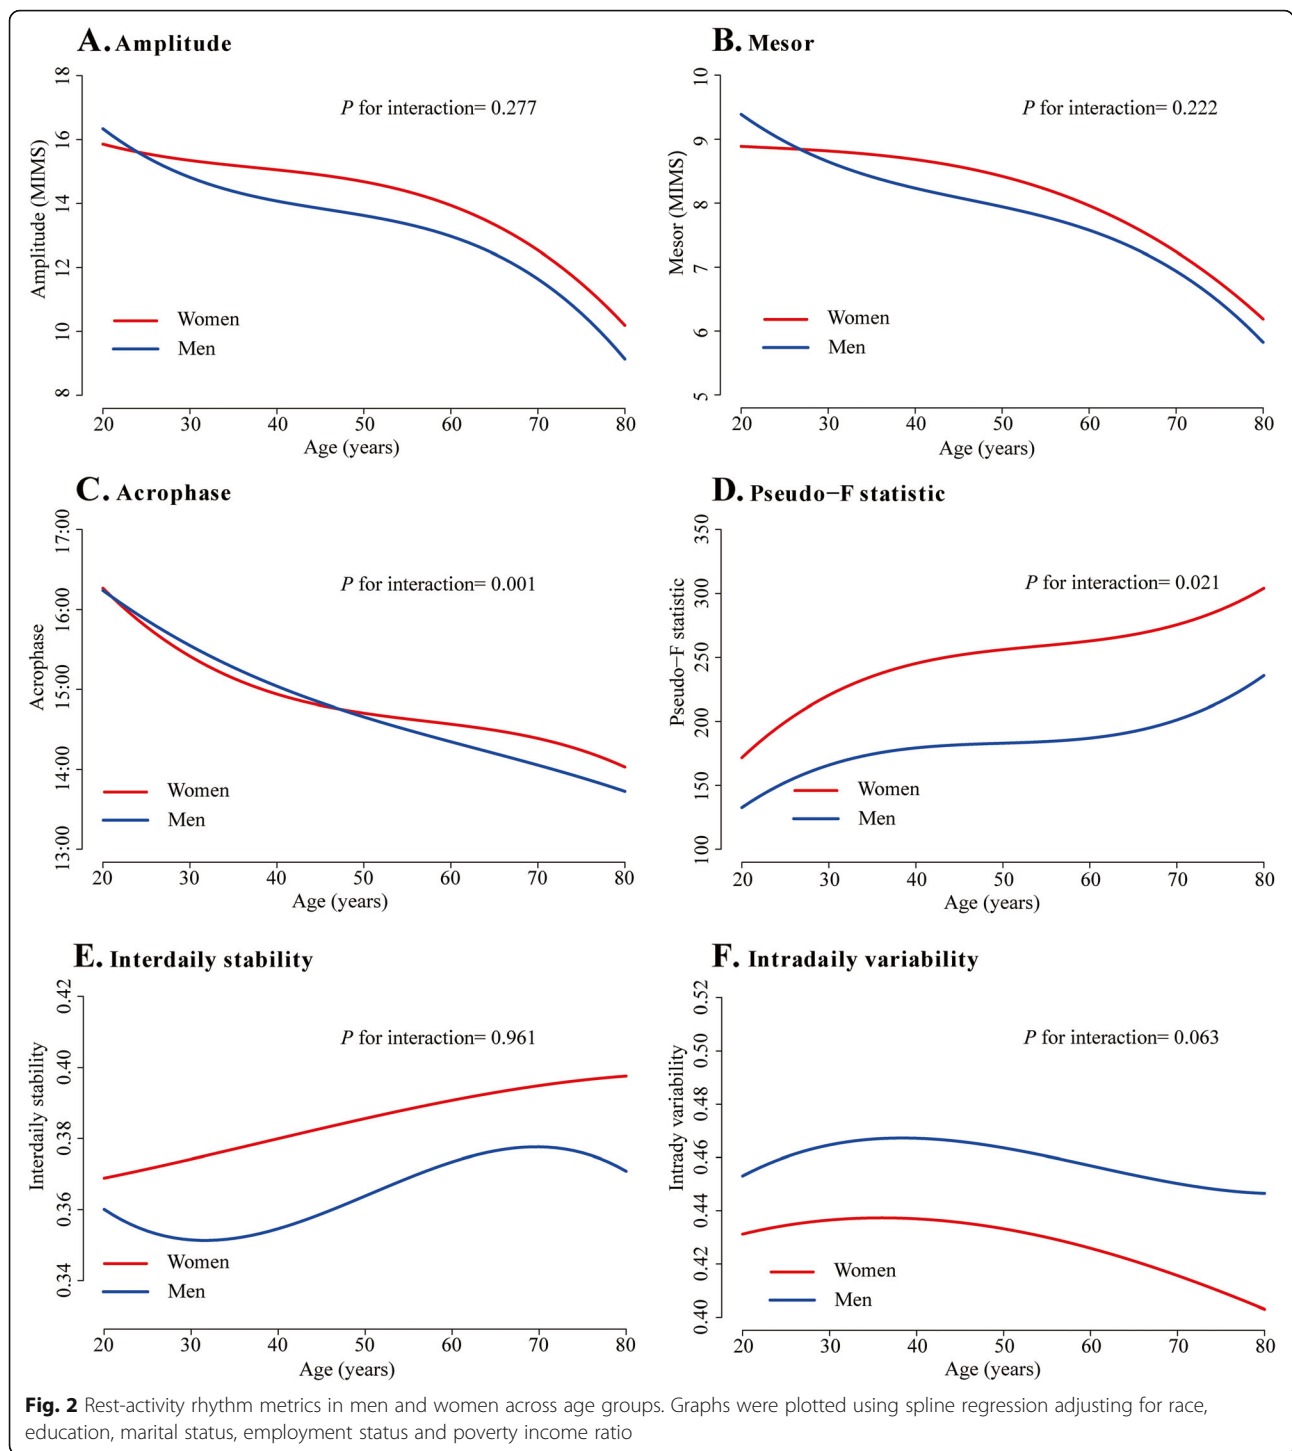 A. Amplitude
P for interaction= 0.277
Amplitude (MIMS)
18
16
14
12
10
8
Women
Men
20 30 40 50 60 70 80
Age (years)
B. Mesor
P for interaction= 0.222
Mesor (MIMS)
10
9
8
7
6
5
Women
Men
20 30 40 50 60 70 80
Age (years)
C. Acrophase
P for interaction= 0.001
Acrophase
17:00
16:00
15:00
14:00
13:00
Women
Men
20 30 40 50 60 70 80
Age (years)
D. Pseudo−F statistic
P for interaction= 0.021
Pseudo−F statistic
350
300
250
200
150
100
Women
Men
20 30 40 50 60 70 80
Age (years)
E. Interdaily stability
P for interaction= 0.961
Interdaily stability
0.42
0.40
0.38
0.36
0.34
Women
Men
20 30 40 50 60 70 80
Age (years)
F. Intradaily variability
P for interaction= 0.063
Intrady variability
0.52
0.50
0.48
0.46
0.44
0.42
0.40
Women
Men
20 30 40 50 60 70 80
Age (years)
Fig. 2 Rest-activity rhythm metrics in men and women across age groups. Graphs were plotted using spline regression adjusting for race,
education, marital status, employment status and poverty income ratio